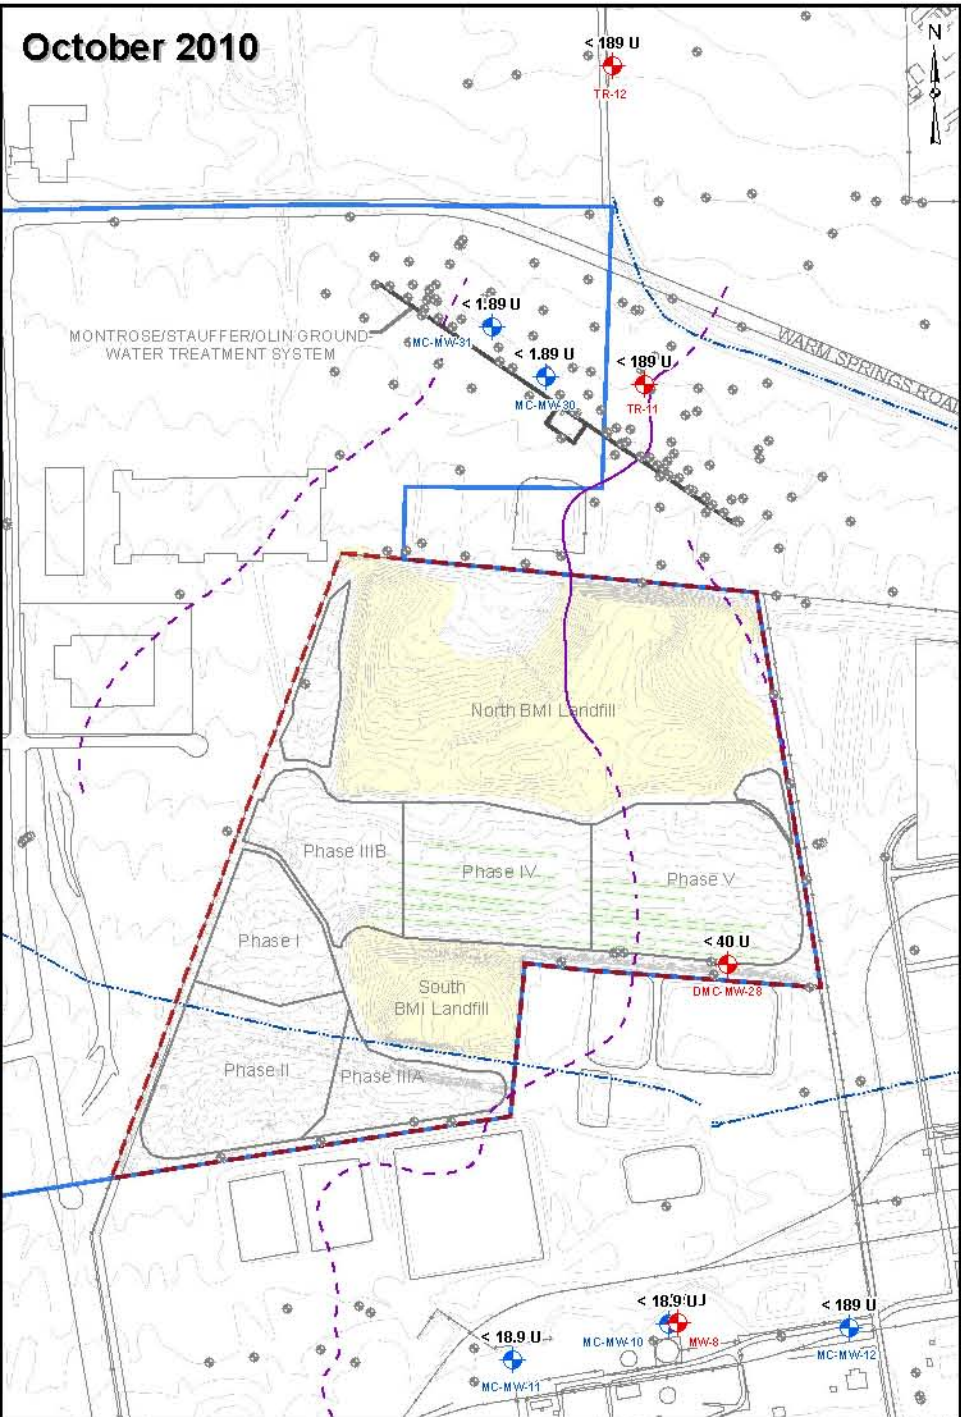 October 2010
N
< 189 U
TR-12
< 1.89 U
MONTROSE/STAUFFER/OLIN GROUND-
WATER TREATMENT SYSTEM
MC-MW-31
WARM SPRINGS ROAD
< 1.89 U
< 189 U
MC-MW-30
TR-11
North BMI Landfill
Phase IIIB
Phase IV
Phase V
Phase I
< 40 U
South
BMI Landfill
DMC-MW-28
Phase II
Phase IIIA
< 18.9 U
< 189 U
< 18.9 U
MC-MW-10
MW-8
MC-MW-12
MC-MW-11